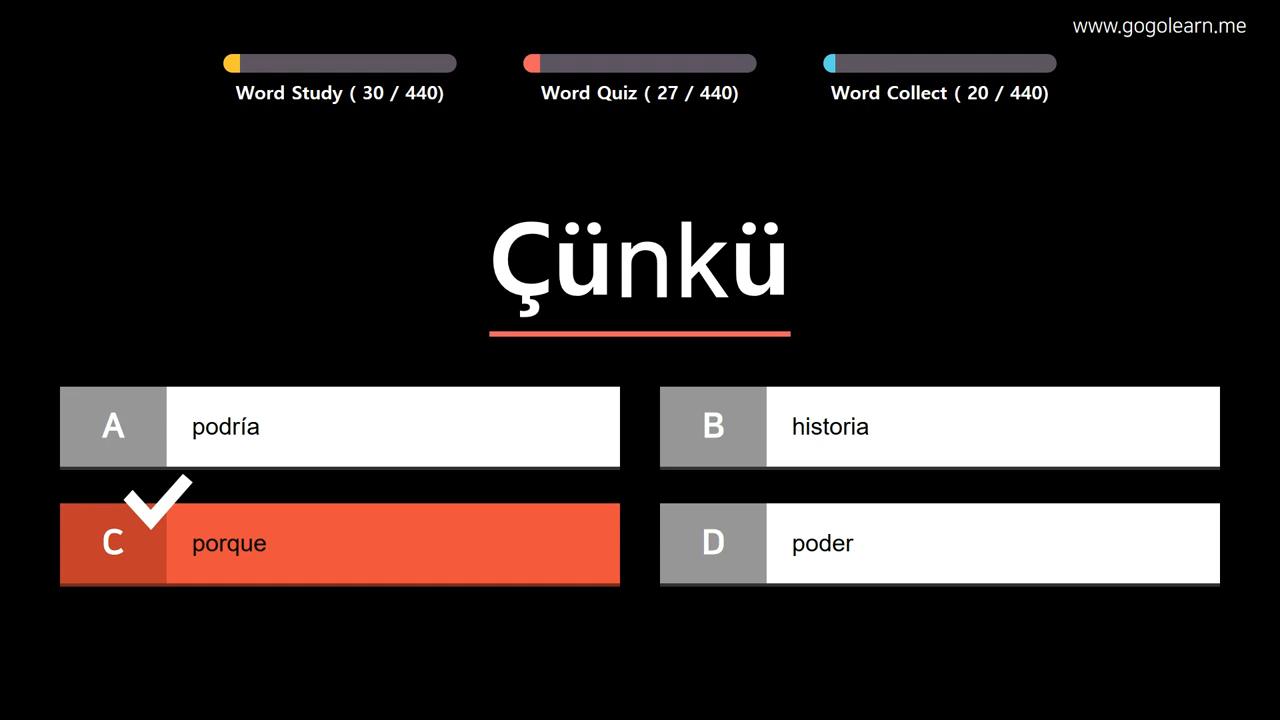 www.gogolearn.me
Word Study ( 30 / 440)
Word Quiz ( 27 / 440)
Word Collect ( 20 / 440)
Çünkü
A podría
B historia
C porque
D poder